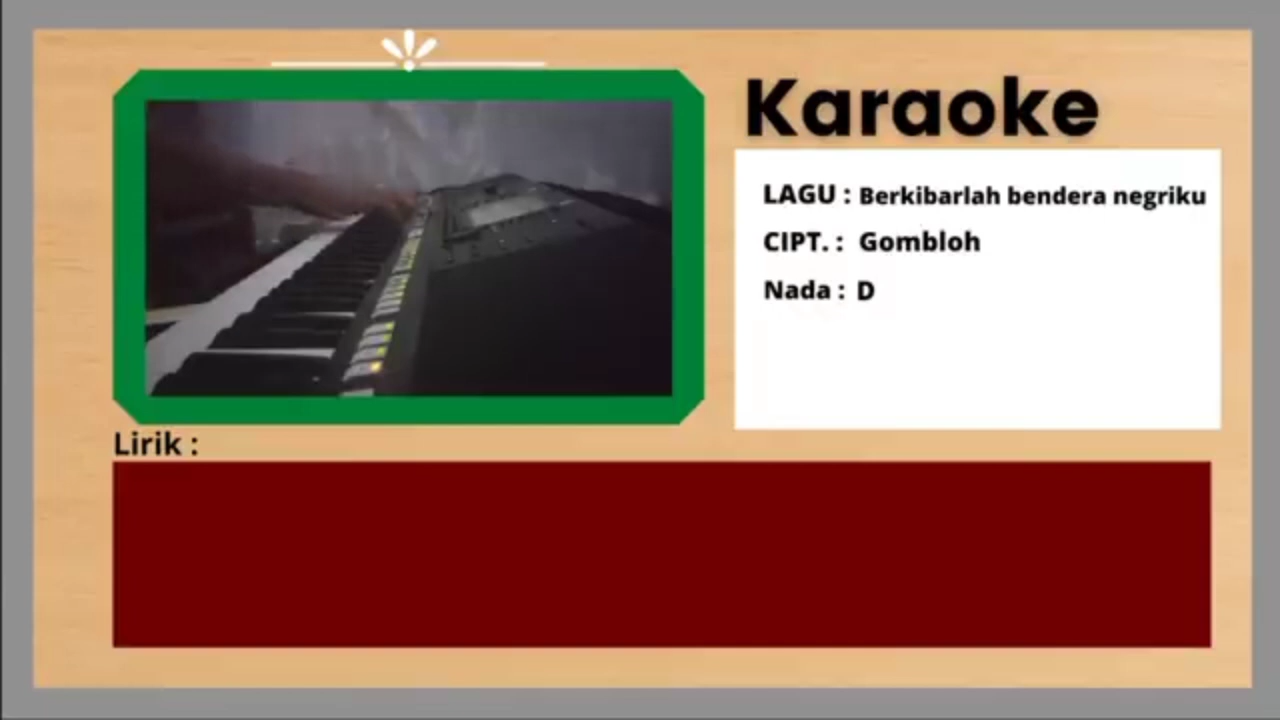 Karaoke
LAGU : Berkibarlah bendera negriku
CIPT. : Gombloh
Nada : D
Lirik :